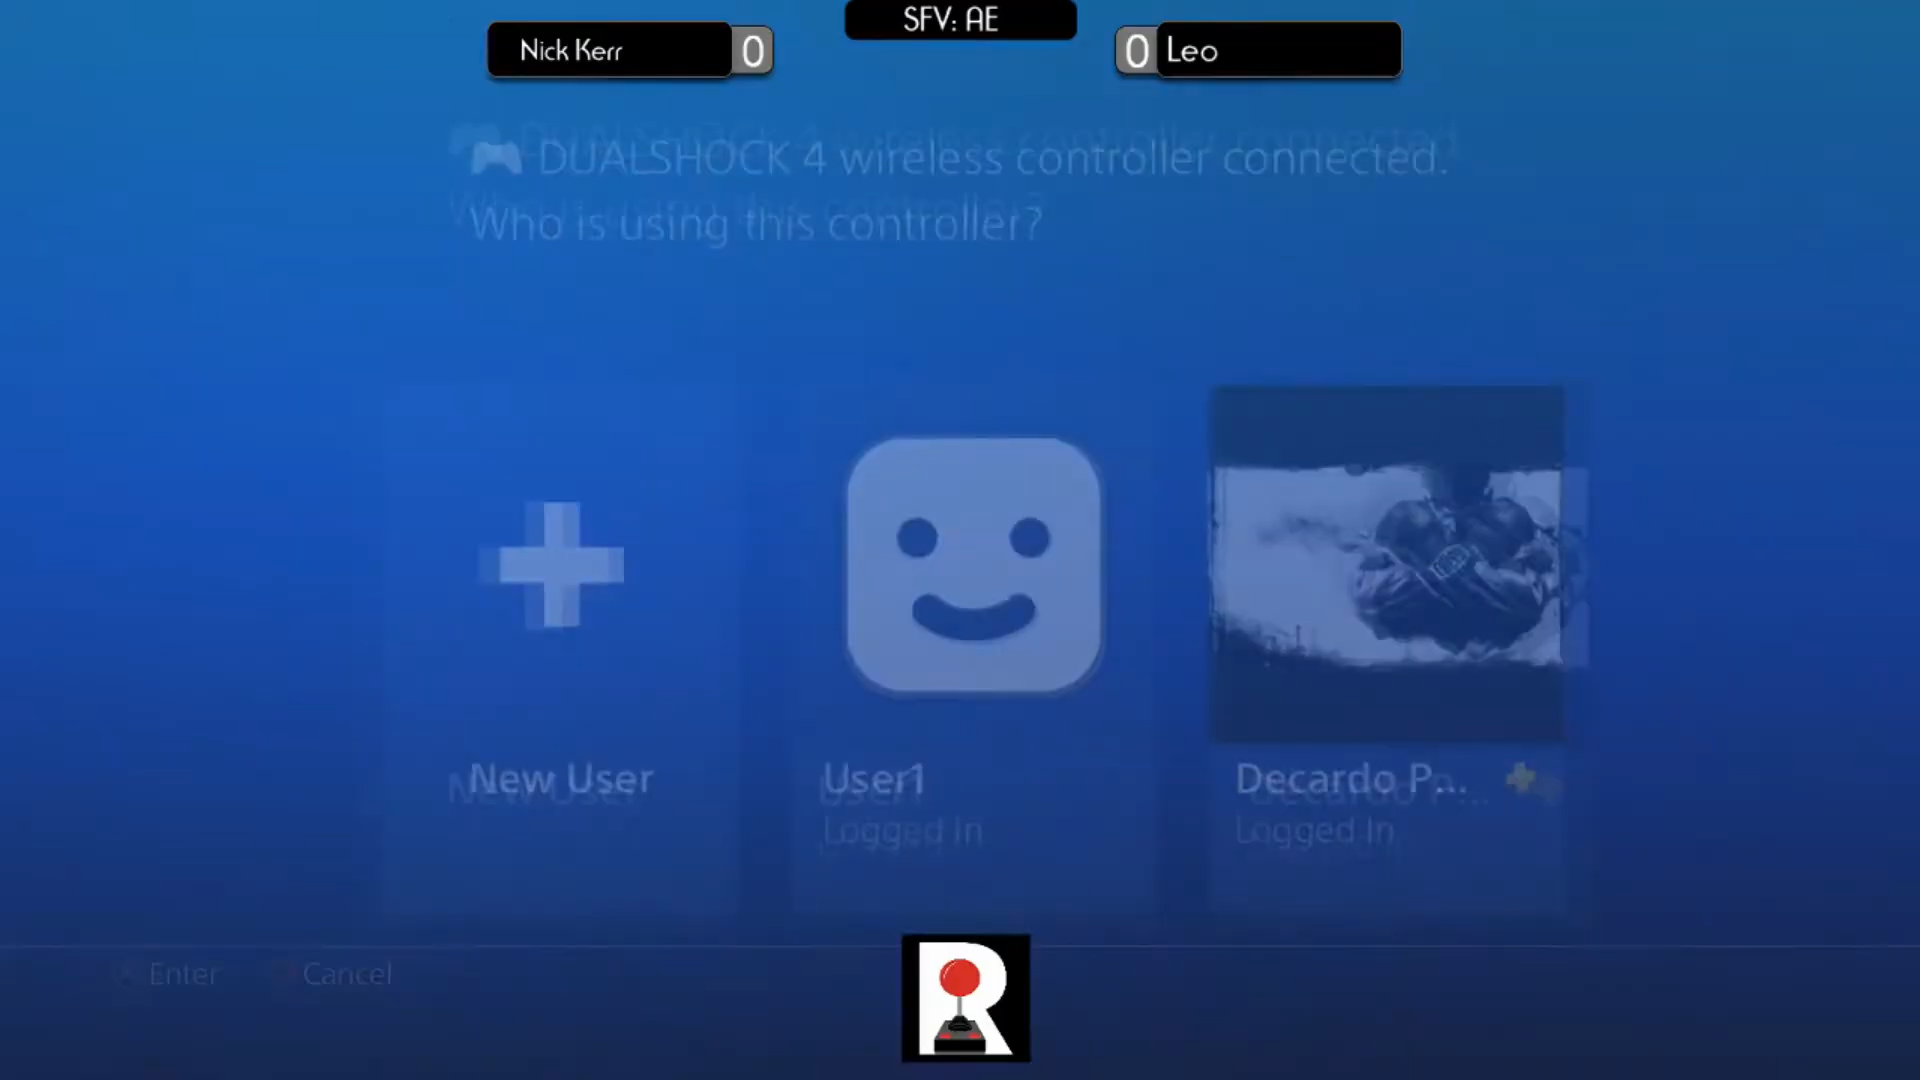 SFV: AE
Nick Kerr 0
0 Leo
DUALSHOCK 4 wireless controller connected.
Who is using this controller?
New User
User1
Logged In
Decardo P...
Logged In
Enter
Cancel
R